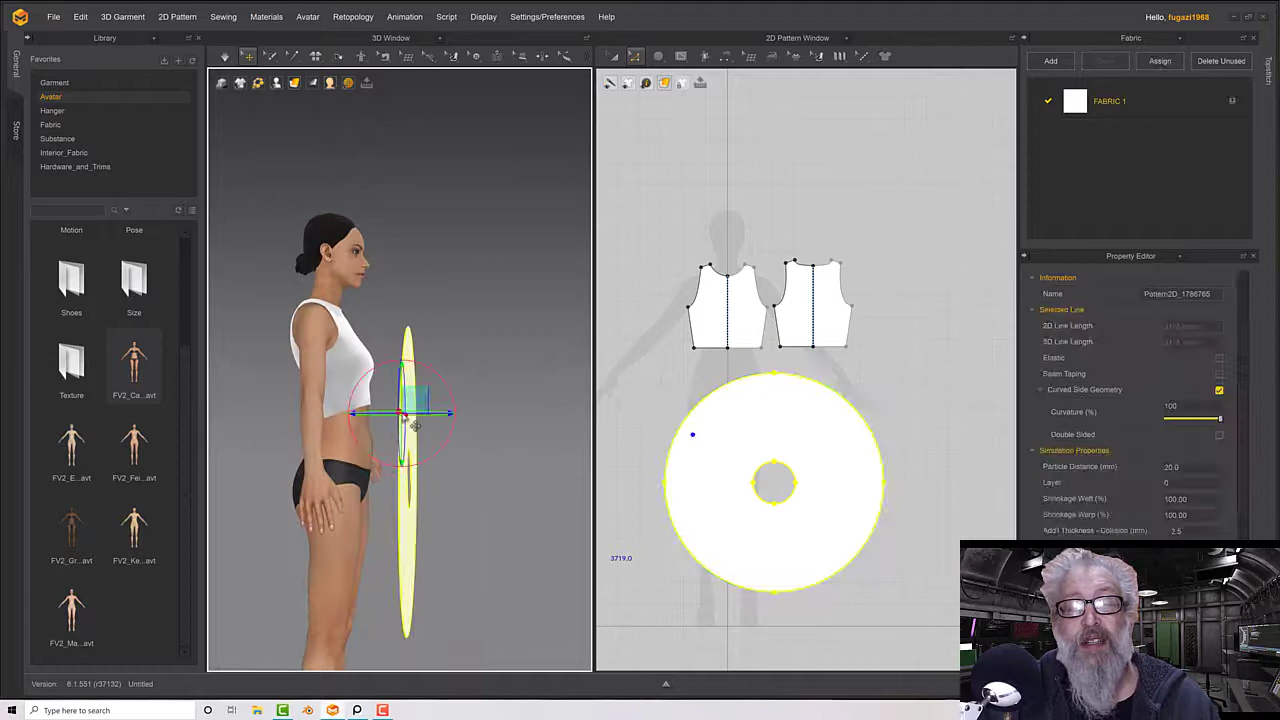 File Edit 3D Garment 2D Pattern Sewing Materials Avatar Retopology Animation Script Display Settings/Preferences Help Hello, fugazi1968
Library 3D Window 2D Pattern Window Fabric
General
Store
Topstitch
Favorites
Garment
Avatar
Hanger
Fabric
Substance
Interior_Fabric
Hardware_and_Trims
Add Assign Delete Unused
FABRIC 1
Motion Pose
Shoes Size
Texture FV2_Ca...avt
FV2_E...avt FV2_Fei...avt
FV2_Gr...avt FV2_Ke...avt
FV2_Ma...avt
3719.0
Property Editor
Information
Name Pattern2D_1786765
Selected Line
2D Line Length
3D Line Length
Elastic
Seam Taping
Curved Side Geometry
100
Curvature (%)
Double Sided
Simulation Properties
Particle Distance (mm) 20.0
Layer 0
Shrinkage Weft (%) 100.00
Shrinkage Warp (%) 100.00
Add'l Thickness - Collision (mm) 2.5
Version: 6.1.551 (r37132) Untitled
Type here to search